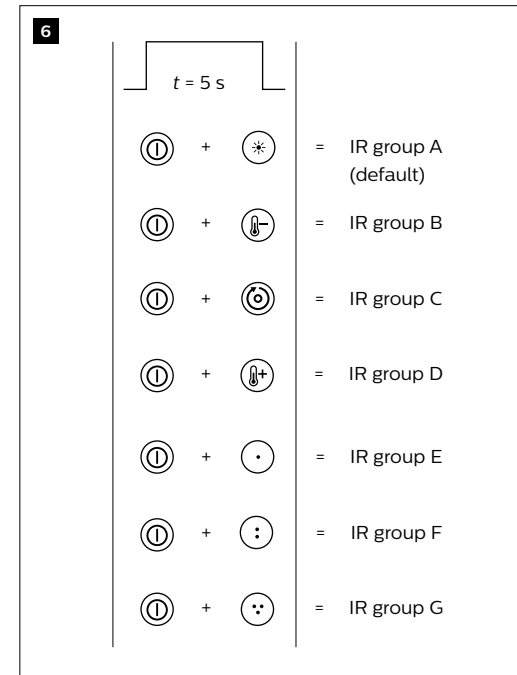 6
t = 5 s
+ = IR group A
(default)
+ = IR group B
+ = IR group C
+ = IR group D
+ = IR group E
+ = IR group F
+ = IR group G